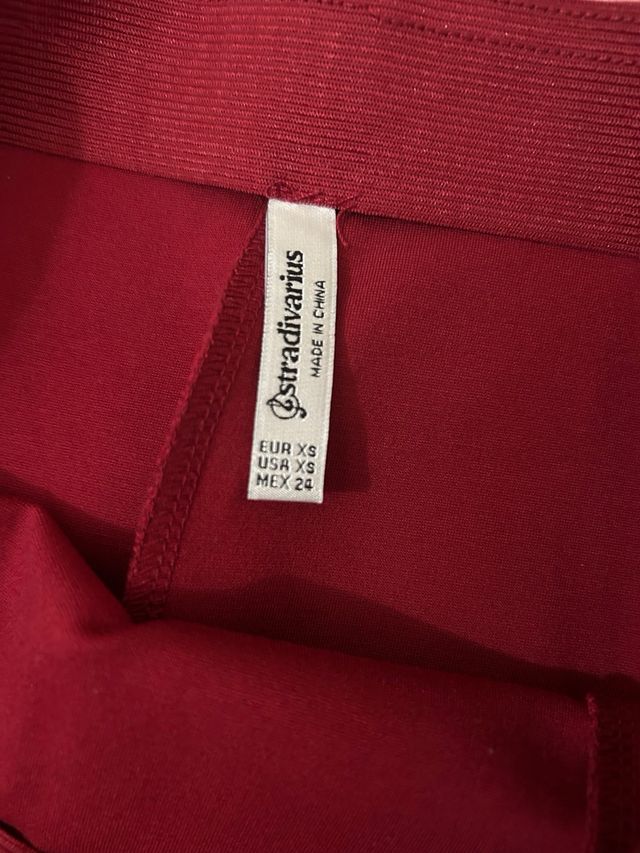 stradivarius
MADE IN CHINA
EUR XS
USA XS
MEX 24